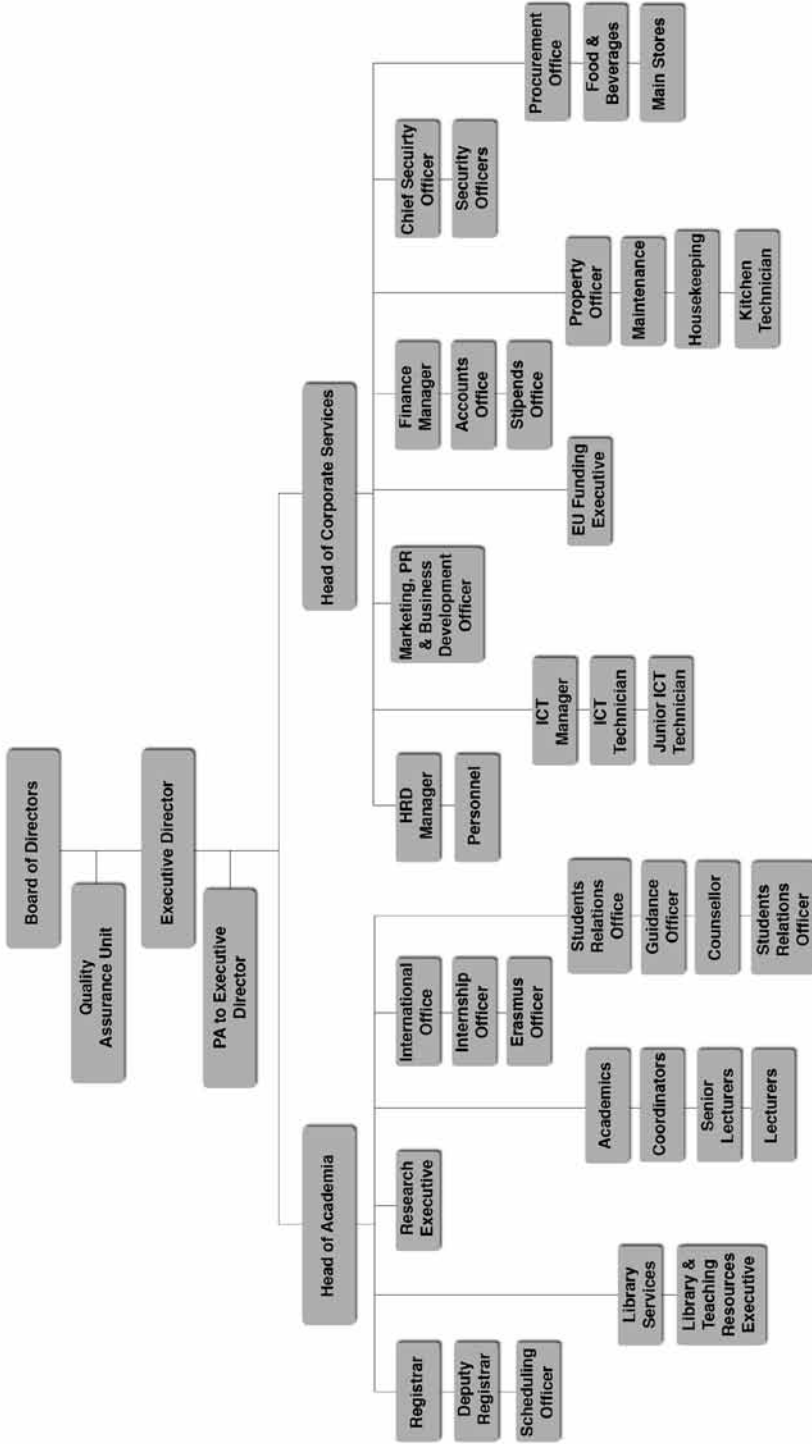 Board of Directors
Quality
Assurance Unit
Executive Director
PA to Executive
Director
Head of Academia
Head of Corporate Services
Registrar
Deputy
Registrar
Scheduling
Officer
Library
Services
Library &
Teaching
Resources
Executive
Research
Executive
Academics
Coordinators
Senior
Lecturers
Lecturers
International
Office
Internship
Officer
Erasmus
Officer
Students
Relations
Office
Guidance
Officer
Counsellor
Students
Relations
Officer
HRD
Manager
Personnel
ICT
Manager
ICT
Technician
Junior ICT
Technician
Marketing, PR
& Business
Development
Officer
EU Funding
Executive
Finance
Manager
Accounts
Office
Stipends
Office
Property
Officer
Maintenance
Housekeeping
Kitchen
Technician
Chief Secuirty
Officer
Security
Officers
Procurement
Office
Food &
Beverages
Main Stores